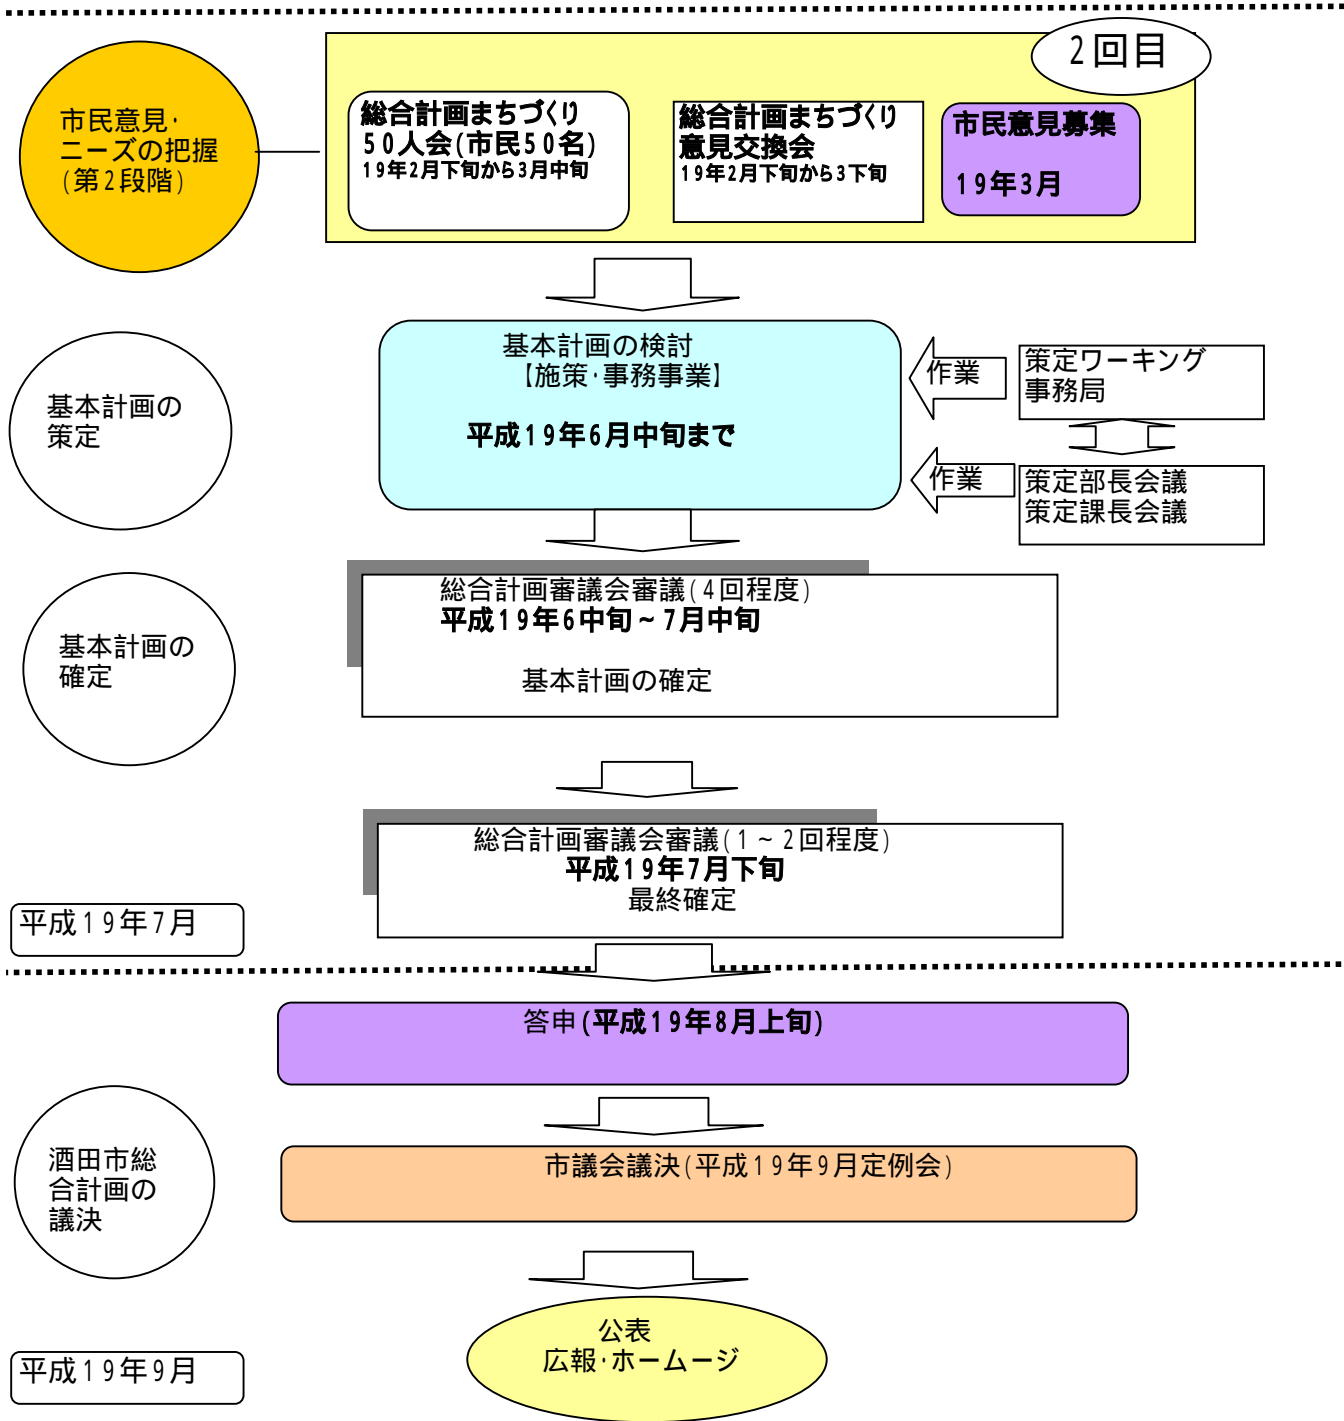 2回目
市民意見・
ニーズの把握
(第2段階)
総合計画まちづくり
50人会(市民50名)
19年2月下旬から3月中旬
総合計画まちづくり
意見交換会
19年2月下旬から3下旬
市民意見募集
19年3月
基本計画の
策定
基本計画の検討
【施策・事務事業】
平成19年6月中旬まで
作業
策定ワーキング
事務局
作業
策定部長会議
策定課長会議
基本計画の
確定
総合計画審議会審議(4回程度)
平成19年6中旬~7月中旬
基本計画の確定
総合計画審議会審議(1~2回程度)
平成19年7月下旬
最終確定
平成19年7月
答申(平成19年8月上旬)
酒田市総
合計画の
議決
市議会議決(平成19年9月定例会)
公表
広報・ホームージ
平成19年9月